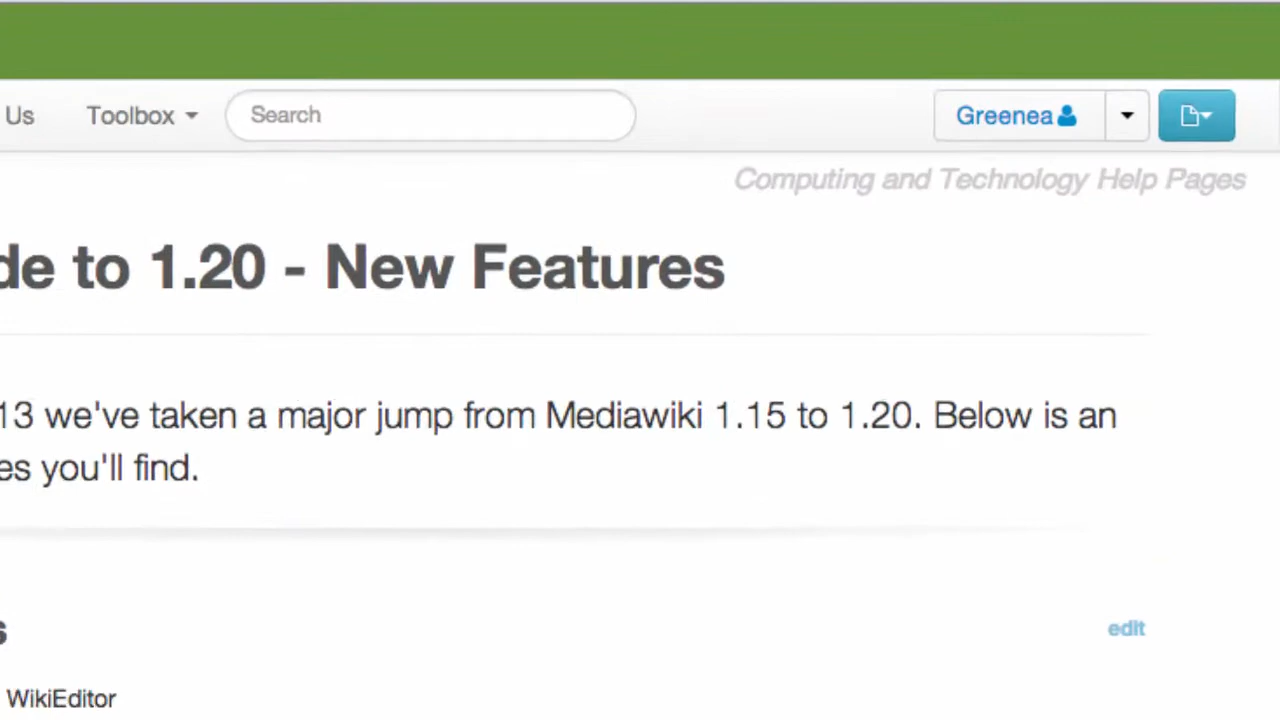 Us Toolbox Search Greenea
Computing and Technology Help Pages
de to 1.20 - New Features
13 we've taken a major jump from Mediawiki 1.15 to 1.20. Below is an
es you'll find.
s edit
WikiEditor